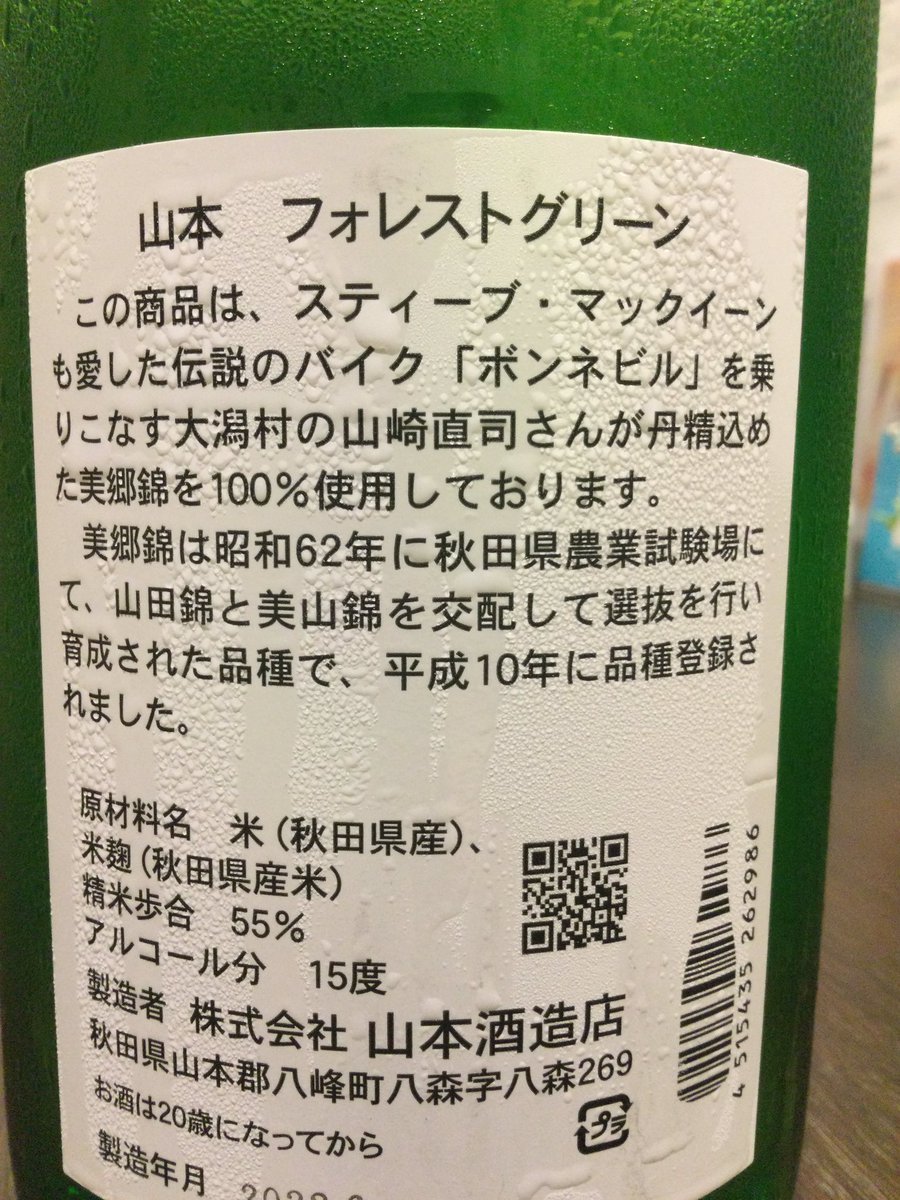 山本　フォレストグリーン
この商品は、スティーブ・マックイーン
も愛した伝説のバイク「ボンネビル」を乗
りこなす大潟村の山崎直司さんが丹精込め
た美郷錦を100%使用しております。
美郷錦は昭和62年に秋田県農業試験場に
て、山田錦と美山錦を交配して選抜を行い
育成された品種で、平成10年に品種登録さ
れました。
原材料名　米（秋田県産）、
米麹（秋田県産米）
精米歩合　55%
アルコール分　15度
製造者　株式会社 山本酒造店
秋田県山本郡八峰町八森字八森269
お酒は20歳になってから
製造年月
プラ
4 515435 262986